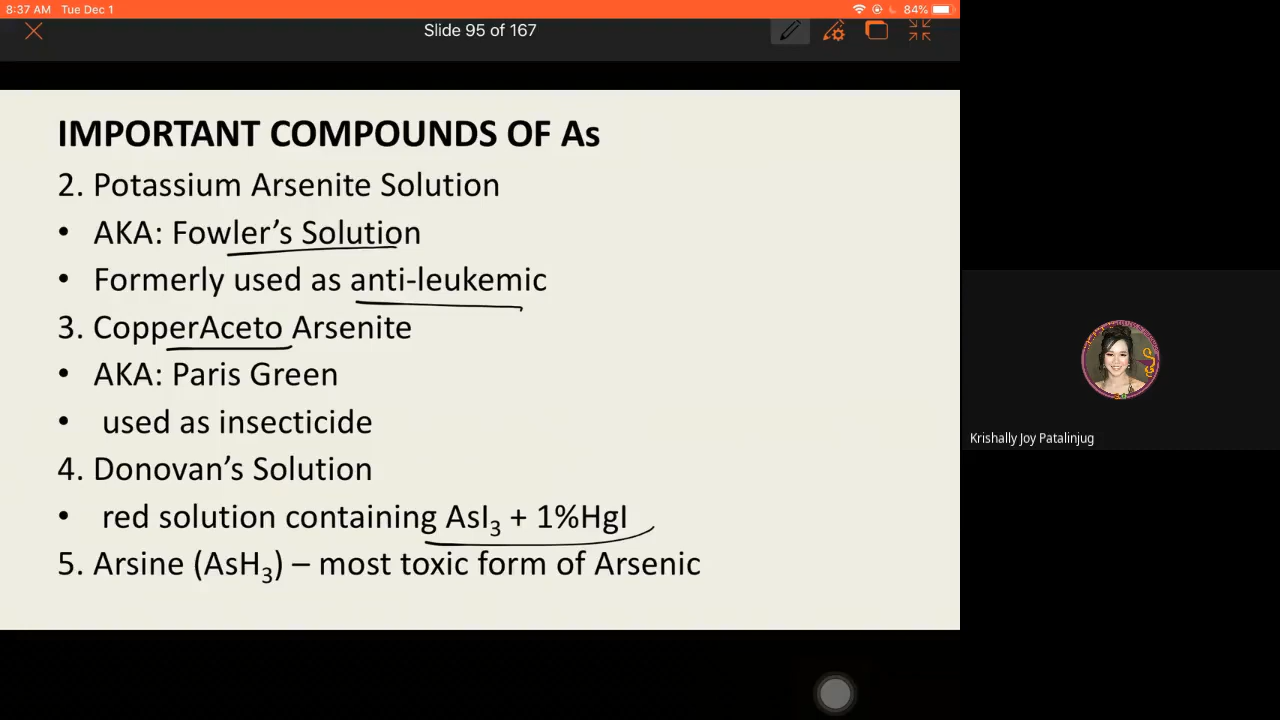 8:37 AM Tue Dec 1
84%
Slide 95 of 167
IMPORTANT COMPOUNDS OF As
2. Potassium Arsenite Solution
• AKA: Fowler’s Solution
• Formerly used as anti-leukemic
3. CopperAceto Arsenite
• AKA: Paris Green
• used as insecticide
4. Donovan’s Solution
• red solution containing AsI₃ + 1%HgI
5. Arsine (AsH₃) – most toxic form of Arsenic
Krishally Joy Patalinjug